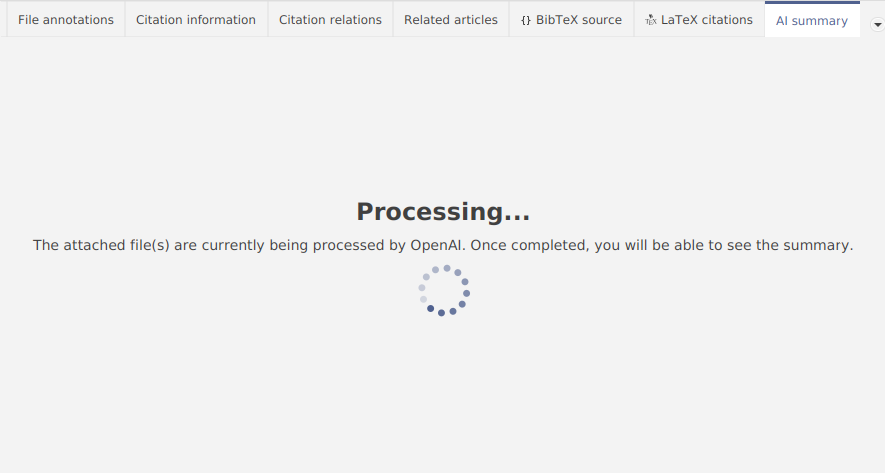 File annotations
Citation information
Citation relations
Related articles
{} BibTeX source
TEX LaTeX citations
AI summary
Processing...
The attached file(s) are currently being processed by OpenAI. Once completed, you will be able to see the summary.